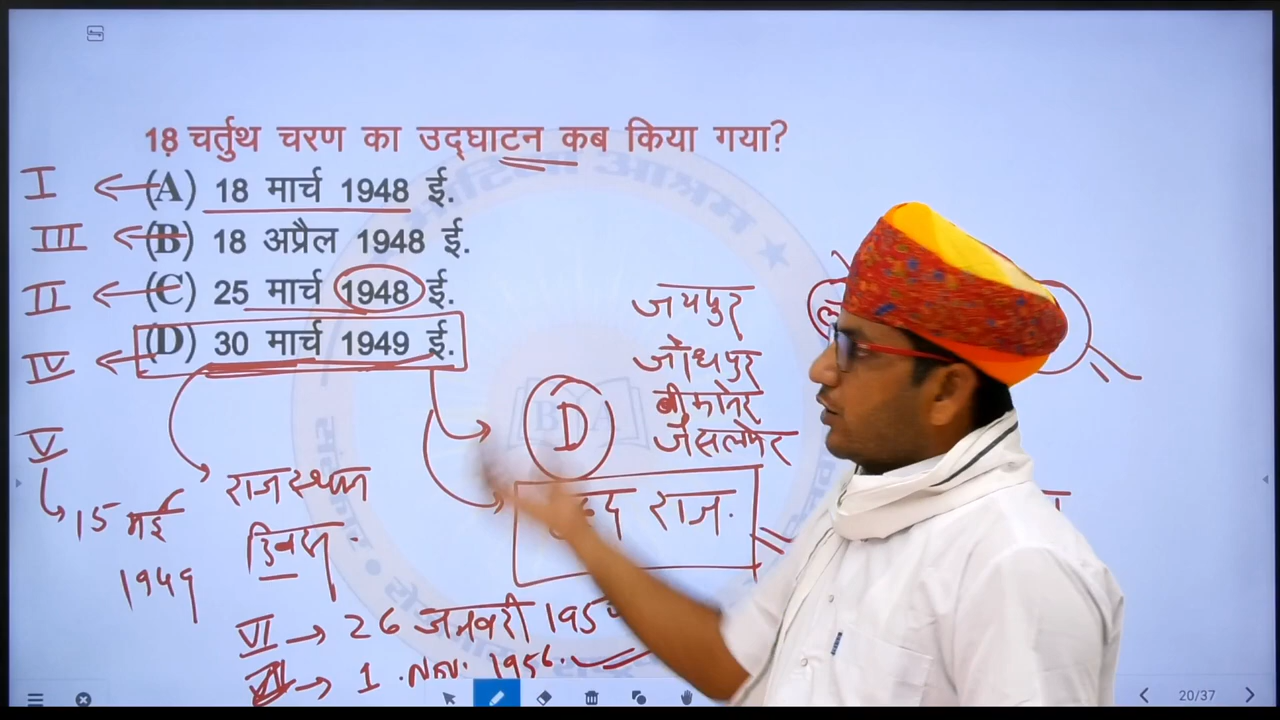 18 चर्तुथ चरण का उद्घाटन कब किया गया?
I (A) 18 मार्च 1948 ई.
III (B) 18 अप्रैल 1948 ई.
II (C) 25 मार्च 1948 ई.
IV (D) 30 मार्च 1949 ई.
V
15 मई
1949
राजस्थान
दिवस
जयपुर
जोधपुर
बीकानेर
जैसलमेर
D
राज.
VI → 26 जनवरी
VII → 1 Nov. 1956.
20/37